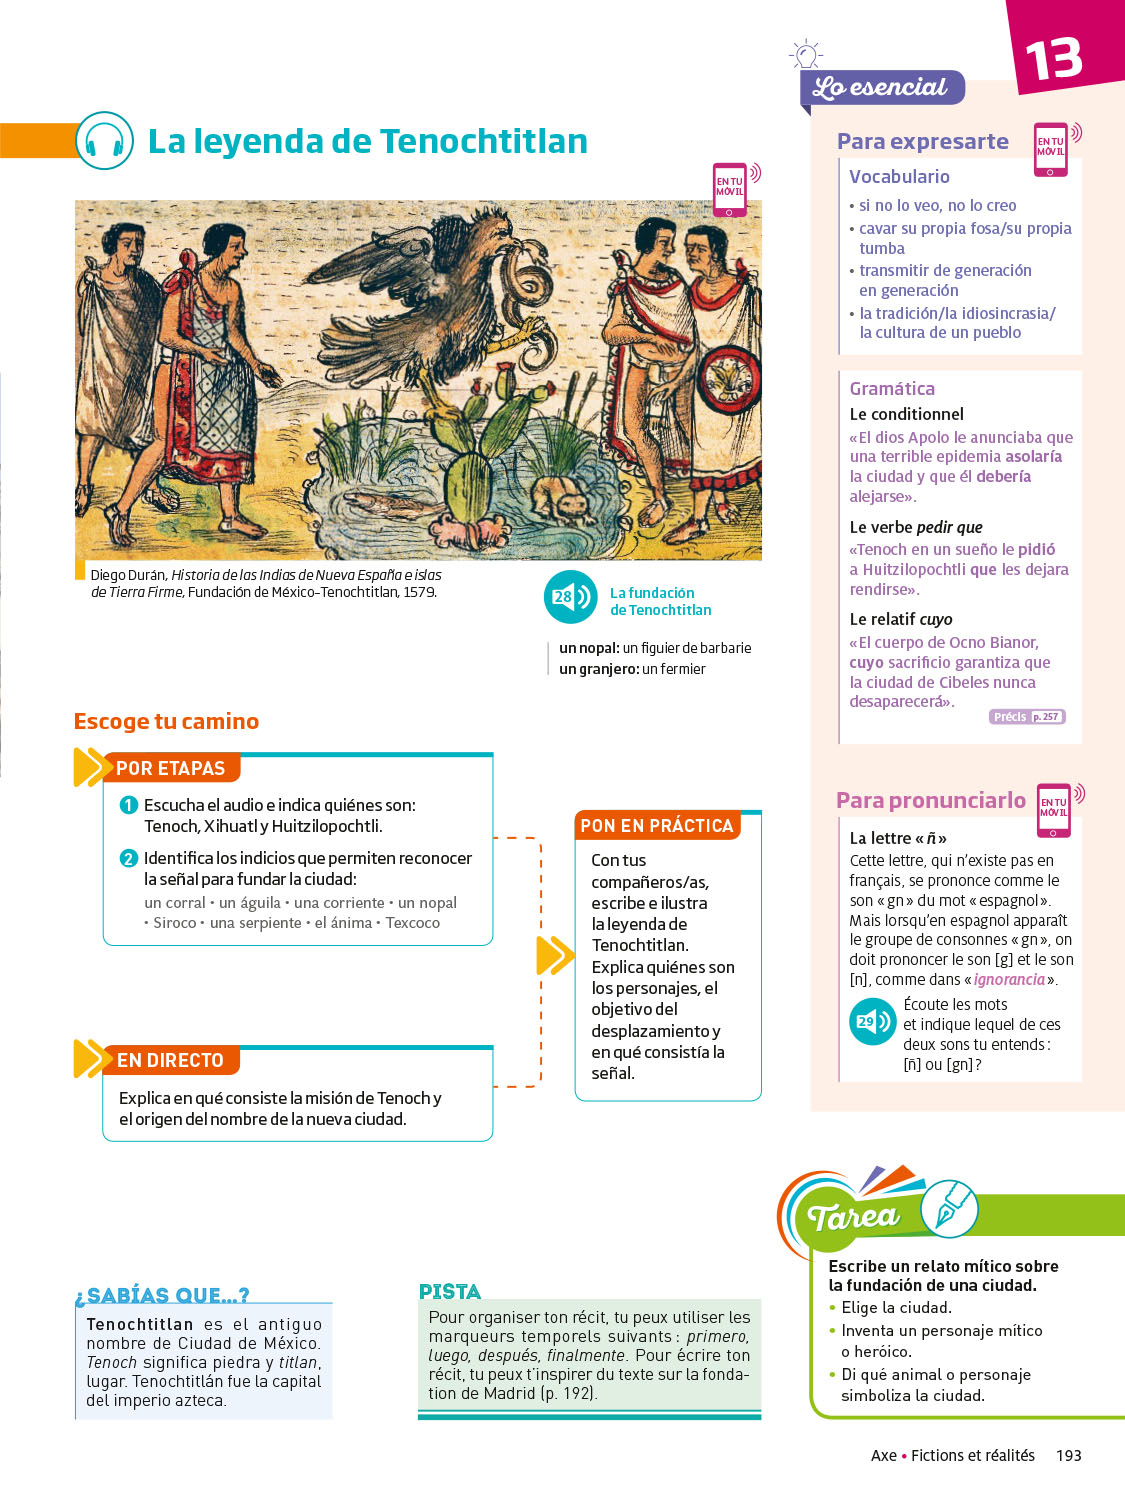 13
Lo esencial
La leyenda de Tenochtitlan
EN TU
MÓVIL
Diego Durán, Historia de las Indias de Nueva España e islas
de Tierra Firme, Fundación de México-Tenochtitlan, 1579.
28
La fundación
de Tenochtitlan
un nopal: un figuier de barbarie
un granjero: un fermier
Escoge tu camino
POR ETAPAS
1 Escucha el audio e indica quiénes son:
Tenoch, Xihuatl y Huitzilopochtli.
2 Identifica los indicios que permiten reconocer
la señal para fundar la ciudad:
un corral • un águila • una corriente • un nopal
• Siroco • una serpiente • el ánima • Texcoco
EN DIRECTO
Explica en qué consiste la misión de Tenoch y
el origen del nombre de la nueva ciudad.
PON EN PRÁCTICA
Con tus
compañeros/as,
escribe e ilustra
la leyenda de
Tenochtitlan.
Explica quiénes son
los personajes, el
objetivo del
desplazamiento y
en qué consistía la
señal.
¿SABÍAS QUE...?
Tenochtitlan es el antiguo
nombre de Ciudad de México.
Tenoch significa piedra y titlan,
lugar. Tenochtitlán fue la capital
del imperio azteca.
PISTA
Pour organiser ton récit, tu peux utiliser les
marqueurs temporels suivants : primero,
luego, después, finalmente. Pour écrire ton
récit, tu peux t'inspirer du texte sur la fonda-
tion de Madrid (p. 192).
Para expresarte
EN TU
MÓVIL
Vocabulario
• si no lo veo, no lo creo
• cavar su propia fosa/su propia
tumba
• transmitir de generación
en generación
• la tradición/la idiosincrasia/
la cultura de un pueblo
Gramática
Le conditionnel
«El dios Apolo le anunciaba que
una terrible epidemia asolaría
la ciudad y que él debería
alejarse».
Le verbe pedir que
«Tenoch en un sueño le pidió
a Huitzilopochtli que les dejara
rendirse».
Le relatif cuyo
«El cuerpo de Ocno Bianor,
cuyo sacrificio garantiza que
la ciudad de Cibeles nunca
desaparecerá».
Précis p. 257
Para pronunciarlo
EN TU
MÓVIL
La lettre « ñ »
Cette lettre, qui n'existe pas en
français, se prononce comme le
son « gn » du mot « espagnol ».
Mais lorsqu'en espagnol apparaît
le groupe de consonnes « gn », on
doit prononcer le son [g] et le son
[n], comme dans « ignorancia ».
29
Écoute les mots
et indique lequel de ces
deux sons tu entends :
[ñ] ou [gn] ?
Tarea
Escribe un relato mítico sobre
la fundación de una ciudad.
• Elige la ciudad.
• Inventa un personaje mítico
o heróico.
• Di qué animal o personaje
simboliza la ciudad.
Axe • Fictions et réalités 193